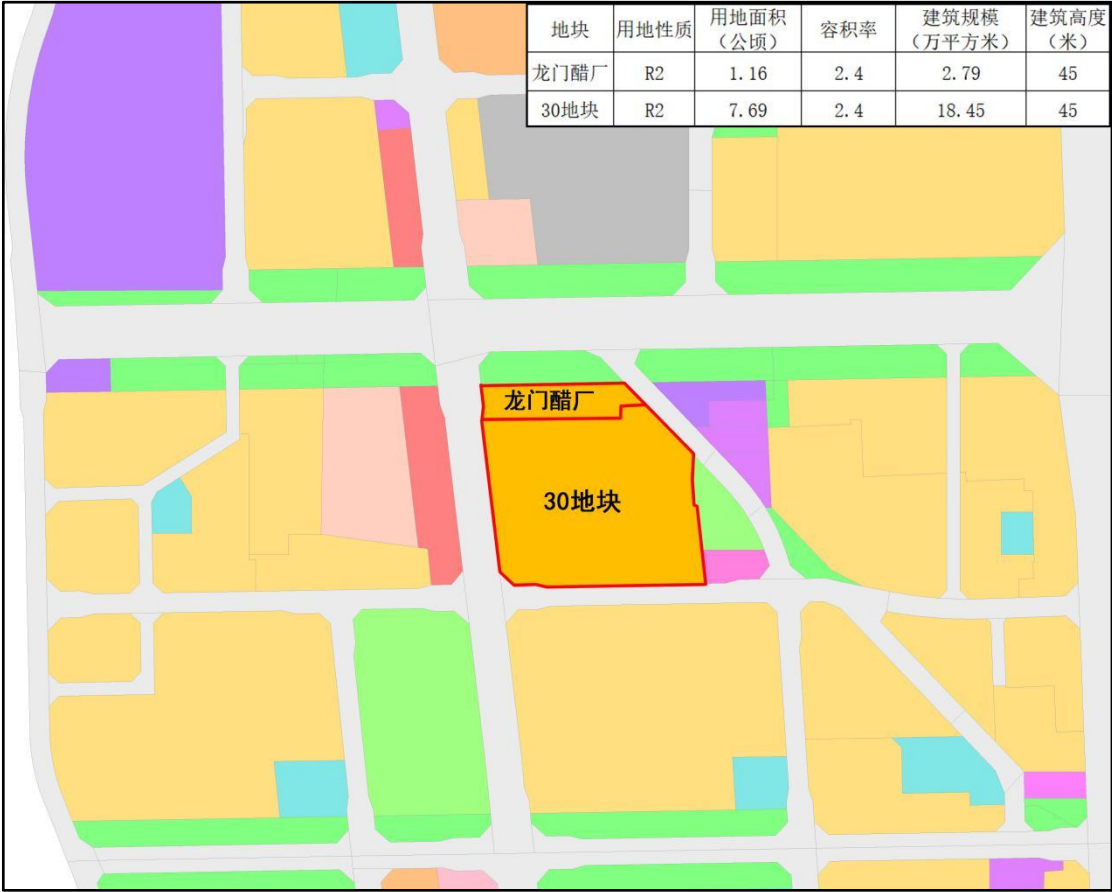 地块 用地性质 用地面积（公顷） 容积率 建筑规模（万平方米） 建筑高度（米）
龙门醋厂 R2 1.16 2.4 2.79 45
30地块 R2 7.69 2.4 18.45 45
龙门醋厂
30地块